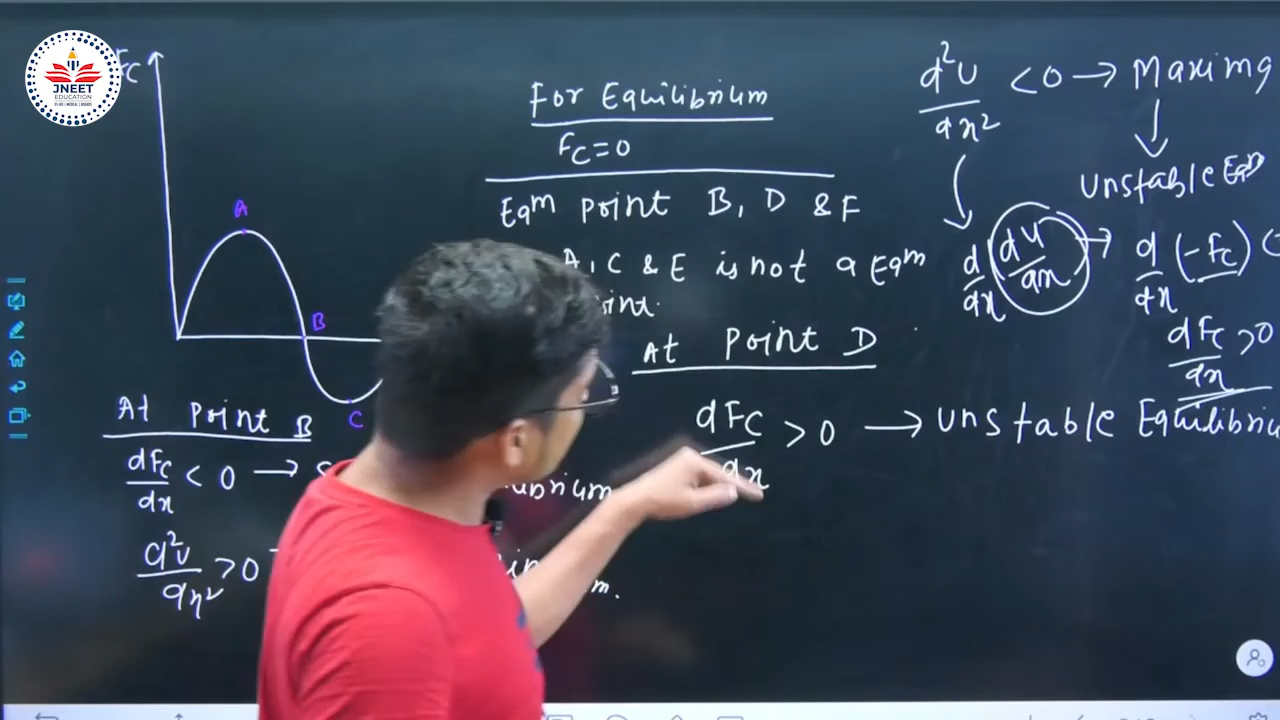 JNEET
EDUCATION
Fc
A
B
C
For Equilibrium
Fc=0
Eqm point B, D & F
A, C & E is not a Eqm
At point D
dFc/dx > 0 → unstable Equilibriu
At point B
dFc/dx < 0 →
d²U/dx² > 0
d²U/dx² < 0 → Maxima
↓
unstable Eqm
d/dx (dU/dx) → d/dx (-Fc)
dFc/dx > 0